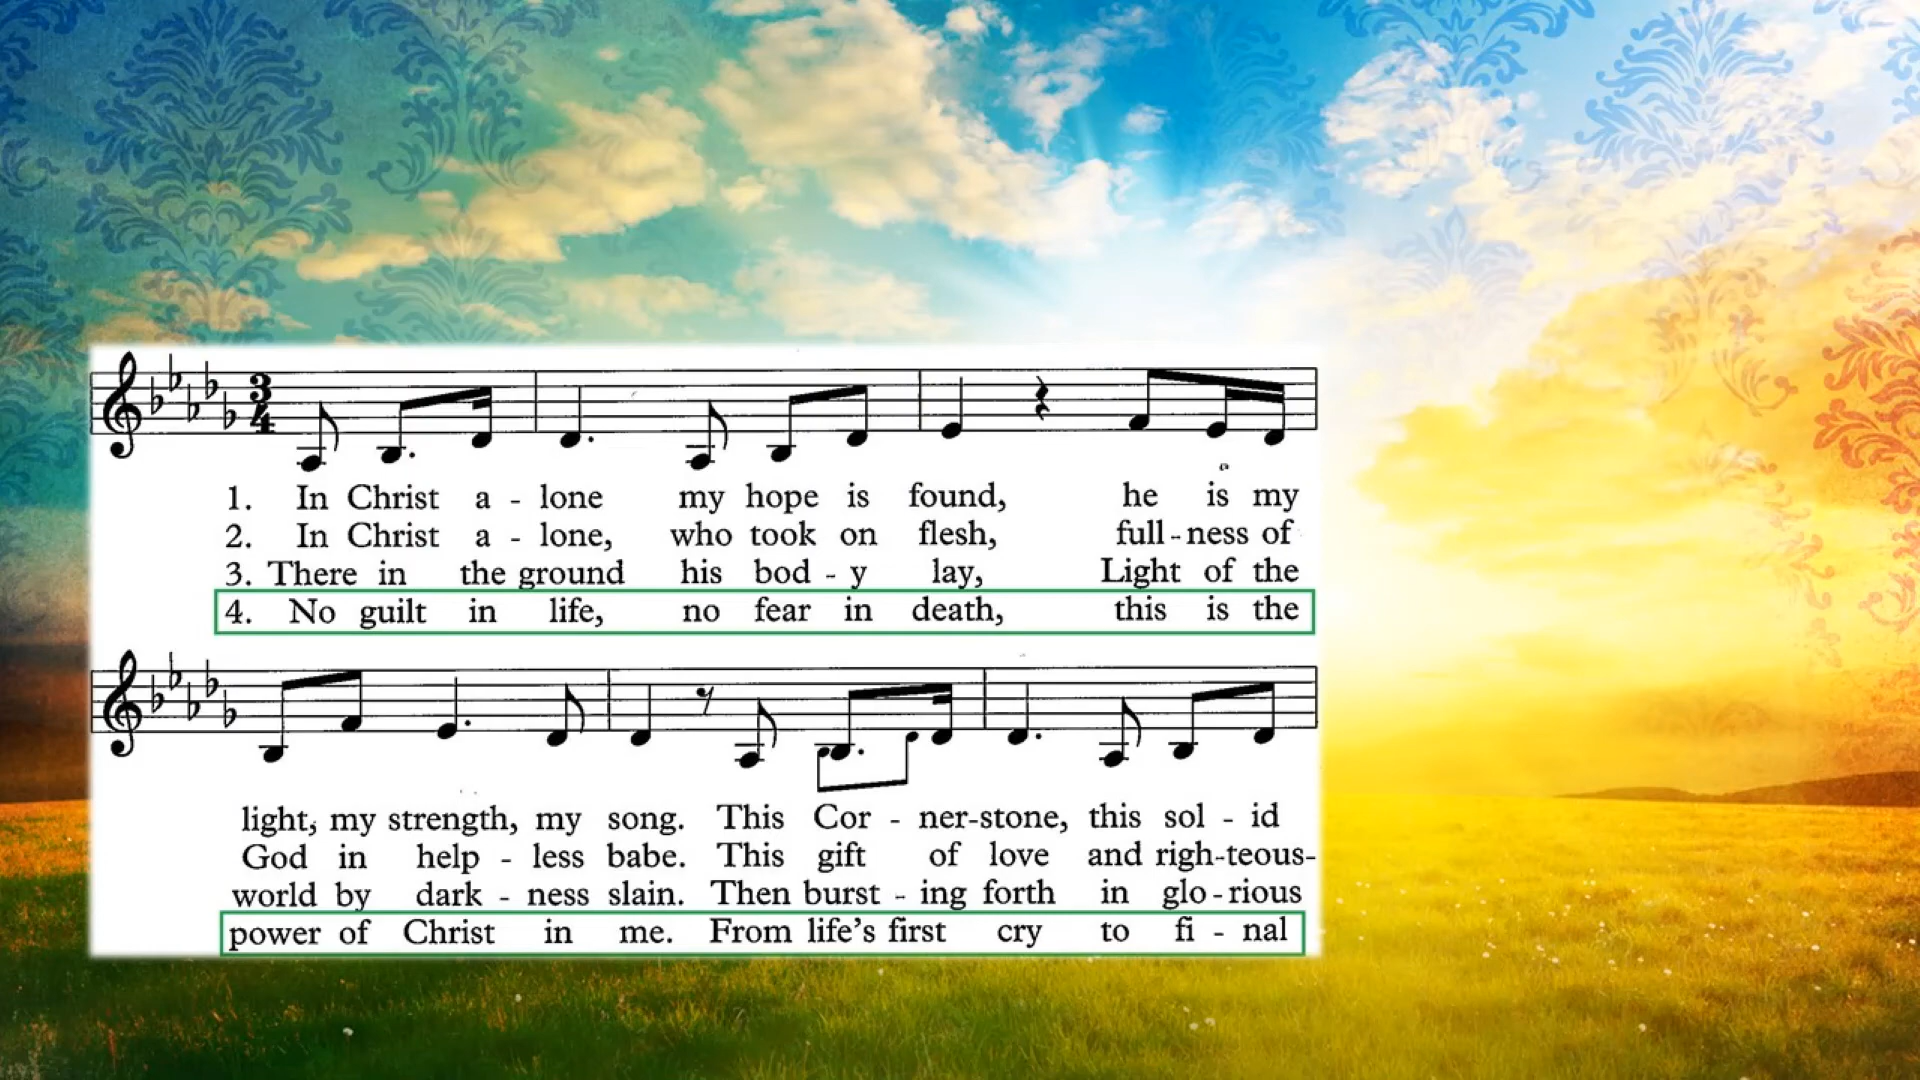 3
4
1. In Christ a - lone my hope is found, he is my
2. In Christ a - lone, who took on flesh, full - ness of
3. There in the ground his bod - y lay, Light of the
4. No guilt in life, no fear in death, this is the
light, my strength, my song. This Cor - ner-stone, this sol - id
God in help - less babe. This gift of love and righ-teous-
world by dark - ness slain. Then burst - ing forth in glo - rious
power of Christ in me. From life's first cry to fi - nal